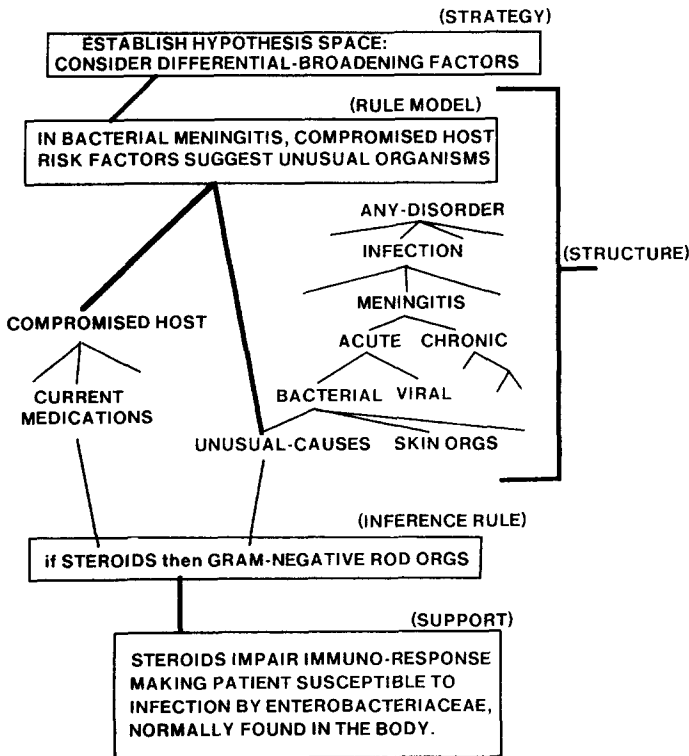 (STRATEGY)
ESTABLISH HYPOTHESIS SPACE:
CONSIDER DIFFERENTIAL-BROADENING FACTORS
(RULE MODEL)
IN BACTERIAL MENINGITIS, COMPROMISED HOST
RISK FACTORS SUGGEST UNUSUAL ORGANISMS
ANY-DISORDER
INFECTION
(STRUCTURE)
MENINGITIS
COMPROMISED HOST
ACUTE CHRONIC
CURRENT
MEDICATIONS
BACTERIAL VIRAL
UNUSUAL-CAUSES SKIN ORGS
(INFERENCE RULE)
if STEROIDS then GRAM-NEGATIVE ROD ORGS
(SUPPORT)
STEROIDS IMPAIR IMMUNO-RESPONSE
MAKING PATIENT SUSCEPTIBLE TO
INFECTION BY ENTEROBACTERIACEAE,
NORMALLY FOUND IN THE BODY.